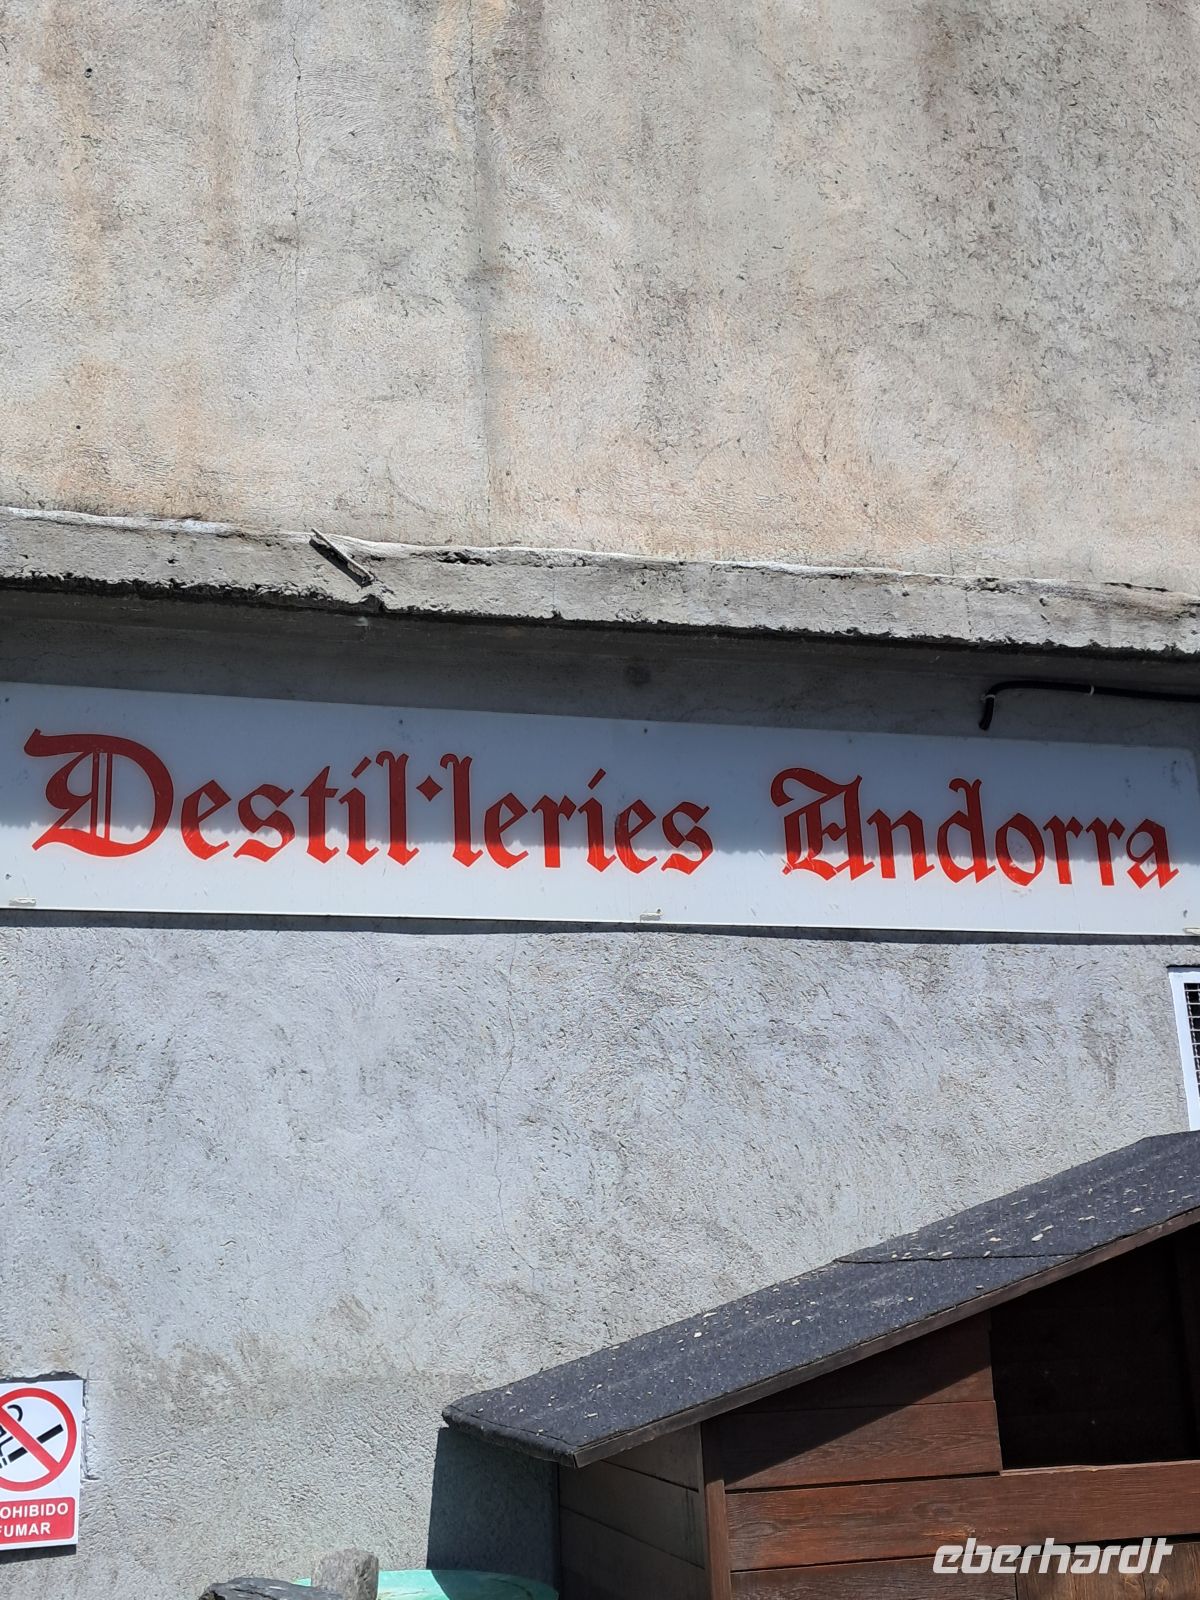 Destil·leries Andorra
OHIBIDO
FUMAR
eberhardt